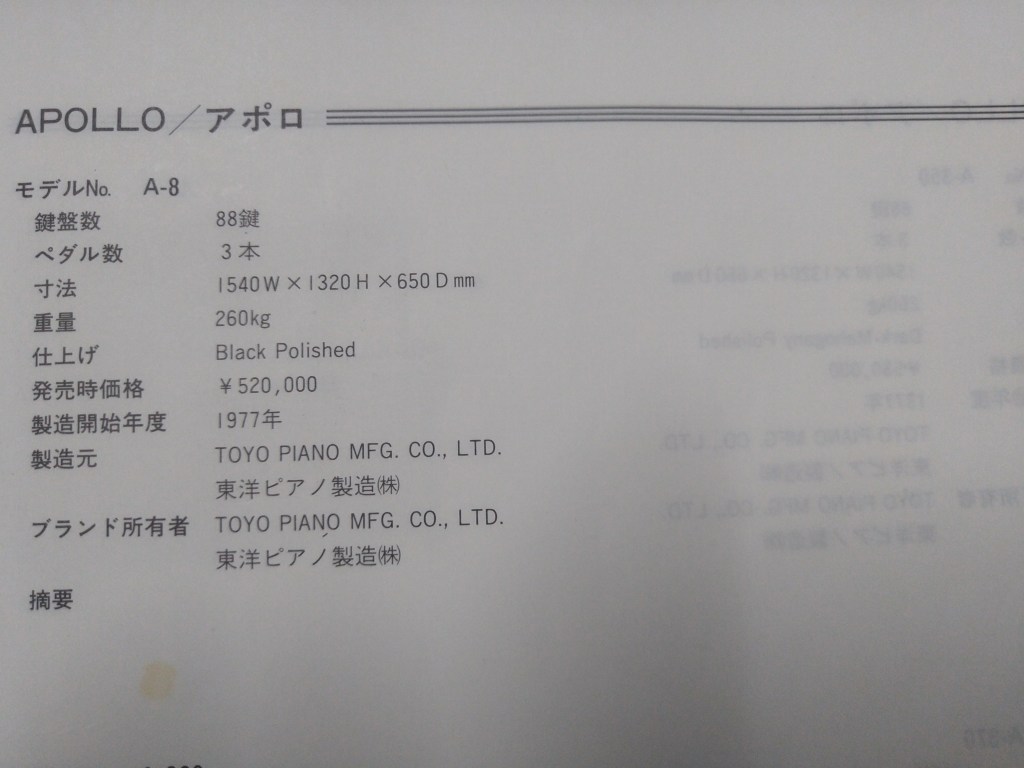 APOLLO／アポロ
モデルNo. A-8
鍵盤数 88鍵
ペダル数 3本
寸法 1540W×1320H×650Dmm
重量 260kg
仕上げ Black Polished
発売時価格 ￥520,000
製造開始年度 1977年
製造元 TOYO PIANO MFG. CO., LTD.
東洋ピアノ製造㈱
ブランド所有者 TOYO PIANO MFG. CO., LTD.
東洋ピアノ製造㈱
摘要